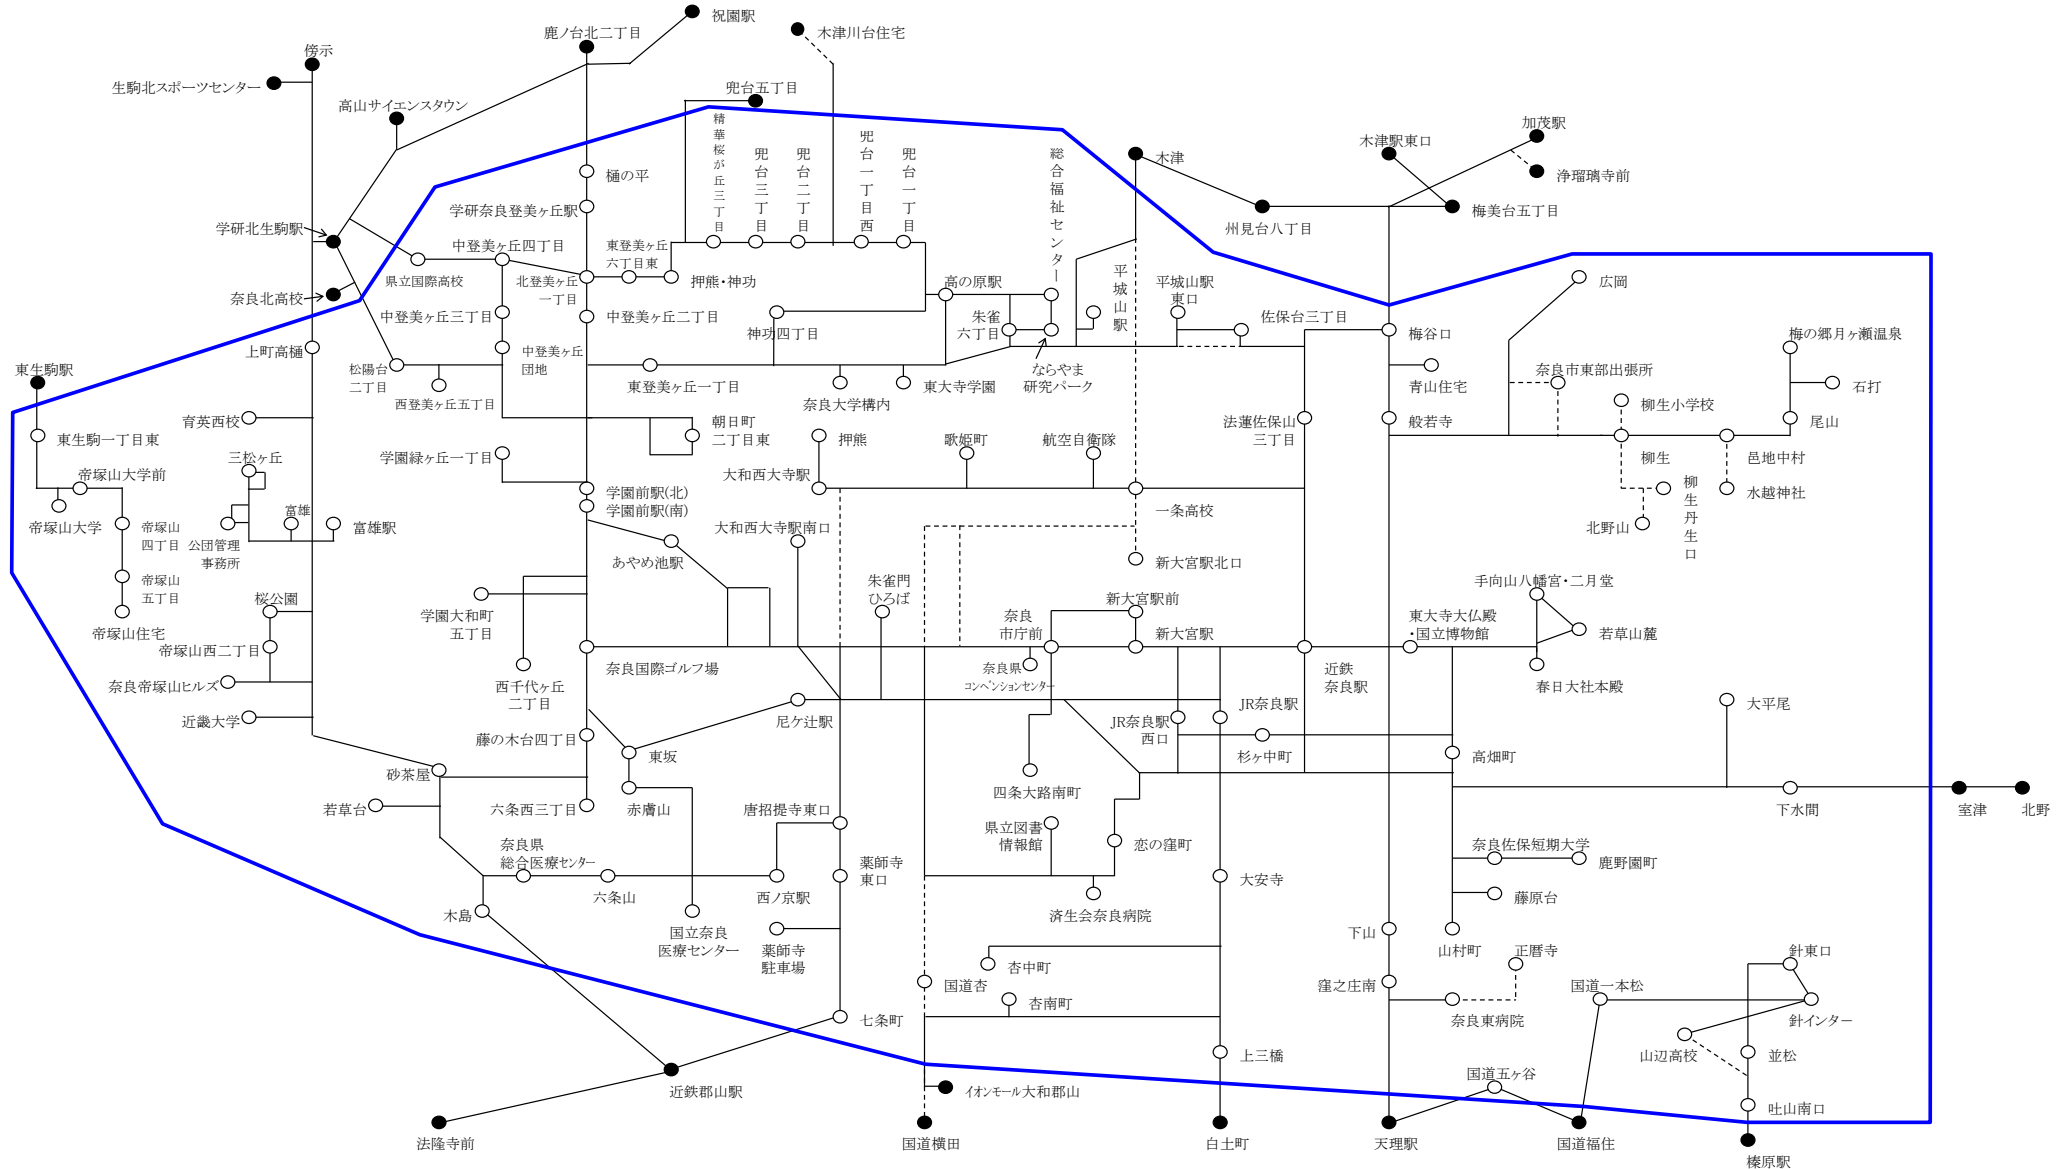 祝園駅
鹿ノ台北二丁目
木津川台住宅
傍示
生駒北スポーツセンター
高山サイエンスタウン
兜台五丁目
精華桜が丘三丁目
兜台三丁目
兜台二丁目
兜台一丁目西
兜台一丁目
総合福祉センター
木津
木津駅東口
加茂駅
浄瑠璃寺前
樋の平
学研奈良登美ヶ丘駅
州見台八丁目
梅美台五丁目
学研北生駒駅
中登美ヶ丘四丁目
東登美ヶ丘
六丁目東
県立国際高校
北登美ヶ丘
一丁目
押熊・神功
高の原駅
平城山駅
平城山駅
東口
広岡
奈良北高校
中登美ヶ丘三丁目
中登美ヶ丘二丁目
神功四丁目
朱雀
六丁目
佐保台三丁目
梅谷口
梅の郷月ヶ瀬温泉
上町高樋
中登美ヶ丘
団地
東生駒駅
松陽台
二丁目
西登美ヶ丘五丁目
東登美ヶ丘一丁目
奈良大学構内
東大寺学園
ならやま
研究パーク
青山住宅
奈良市東部出張所
石打
育英西校
朝日町
二丁目東
押熊
歌姫町
航空自衛隊
法蓮佐保山
三丁目
般若寺
柳生小学校
尾山
東生駒一丁目東
三松ヶ丘
学園緑ヶ丘一丁目
大和西大寺駅
柳生
邑地中村
帝塚山大学前
帝塚山大学
学園前駅(北)
学園前駅(南)
一条高校
柳生丹生口
水越神社
北野山
帝塚山
四丁目
公団管理
事務所
富雄
富雄駅
大和西大寺駅南口
あやめ池駅
新大宮駅北口
帝塚山
五丁目
桜公園
朱雀門
ひろば
手向山八幡宮・二月堂
帝塚山住宅
学園大和町
五丁目
奈良
市庁前
新大宮駅前
新大宮駅
東大寺大仏殿
・国立博物館
若草山麓
帝塚山西二丁目
奈良国際ゴルフ場
奈良県
コンベンションセンター
近鉄
奈良駅
春日大社本殿
奈良帝塚山ヒルズ
西千代ヶ丘
二丁目
近畿大学
尼ケ辻駅
JR奈良駅
西口
JR奈良駅
大平尾
藤の木台四丁目
東坂
杉ヶ中町
高畑町
砂茶屋
四条大路南町
若草台
六条西三丁目
赤膚山
唐招提寺東口
下水間
室津
北野
県立図書
情報館
恋の窪町
奈良県
総合医療センター
六条山
西ノ京駅
薬師寺
東口
大安寺
奈良佐保短期大学
鹿野園町
木島
国立奈良
医療センター
薬師寺
駐車場
済生会奈良病院
藤原台
下山
山村町
正暦寺
針東口
杏中町
国道杏
窪之庄南
国道一本松
七条町
杏南町
奈良東病院
針インター
上三橋
山辺高校
並松
近鉄郡山駅
イオンモール大和郡山
国道五ヶ谷
吐山南口
法隆寺前
国道横田
白土町
天理駅
国道福住
榛原駅